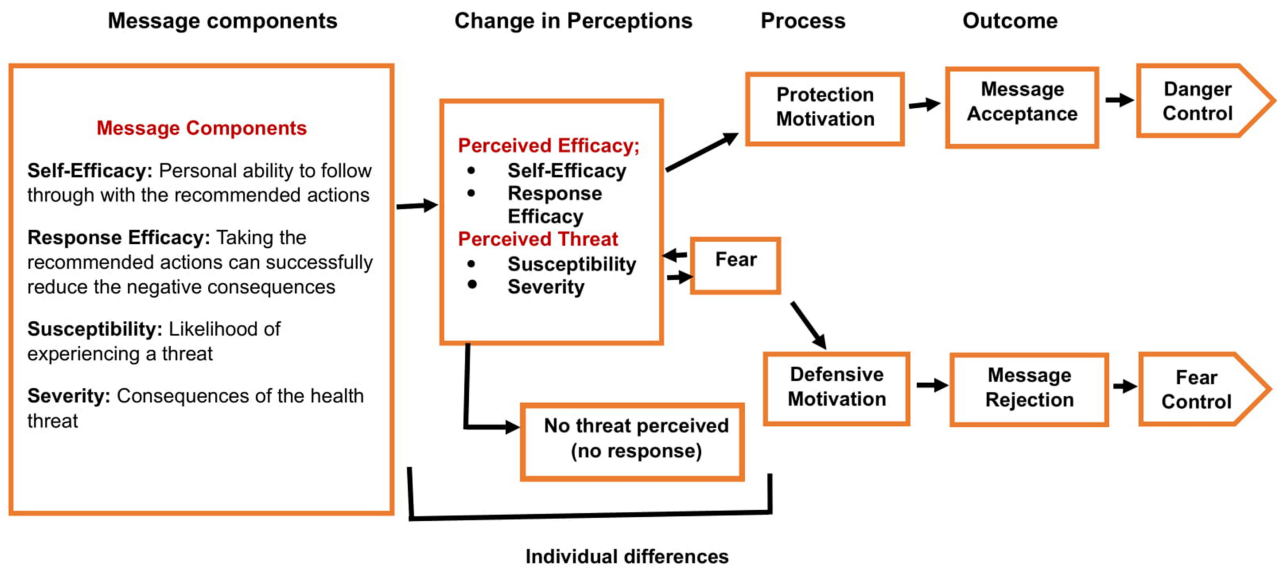 Message components
Change in Perceptions
Process
Outcome
Message Components
Self-Efficacy: Personal ability to follow
through with the recommended actions
Response Efficacy: Taking the
recommended actions can successfully
reduce the negative consequences
Susceptibility: Likelihood of
experiencing a threat
Severity: Consequences of the health
threat
Perceived Efficacy;
• Self-Efficacy
• Response
Efficacy
Perceived Threat
• Susceptibility
• Severity
No threat perceived
(no response)
Fear
Protection
Motivation
Message
Acceptance
Danger
Control
Defensive
Motivation
Message
Rejection
Fear
Control
Individual differences